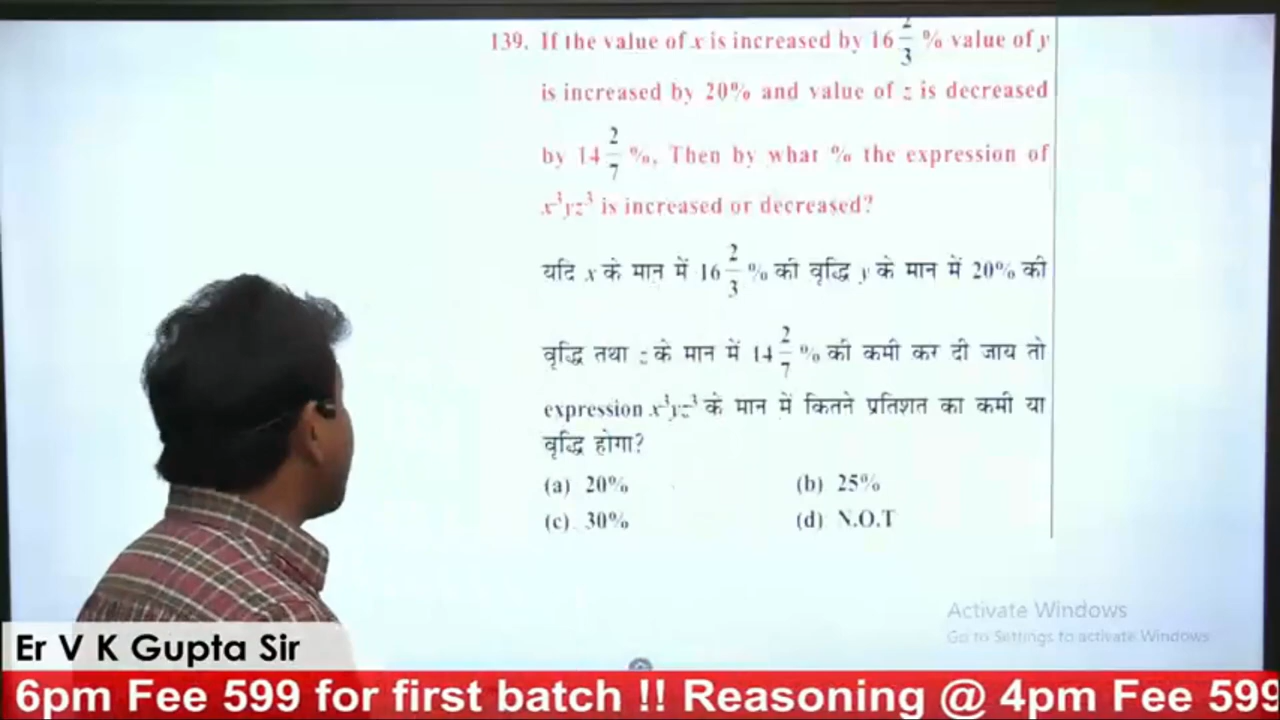 139. If the value of x is increased by 16 2/3 % value of y
is increased by 20% and value of z is decreased
by 14 2/7 %, Then by what % the expression of
x³yz³ is increased or decreased?
यदि x के मान में 16 2/3 % की वृद्धि y के मान में 20% की
वृद्धि तथा z के मान में 14 2/7 % की कमी कर दी जाय तो
expression x³yz³ के मान में कितने प्रतिशत का कमी या
वृद्धि होगा?
(a) 20% (b) 25%
(c) 30% (d) N.O.T
Activate Windows
Go to Settings to activate Windows
Er V K Gupta Sir
6pm Fee 599 for first batch !! Reasoning @ 4pm Fee 599